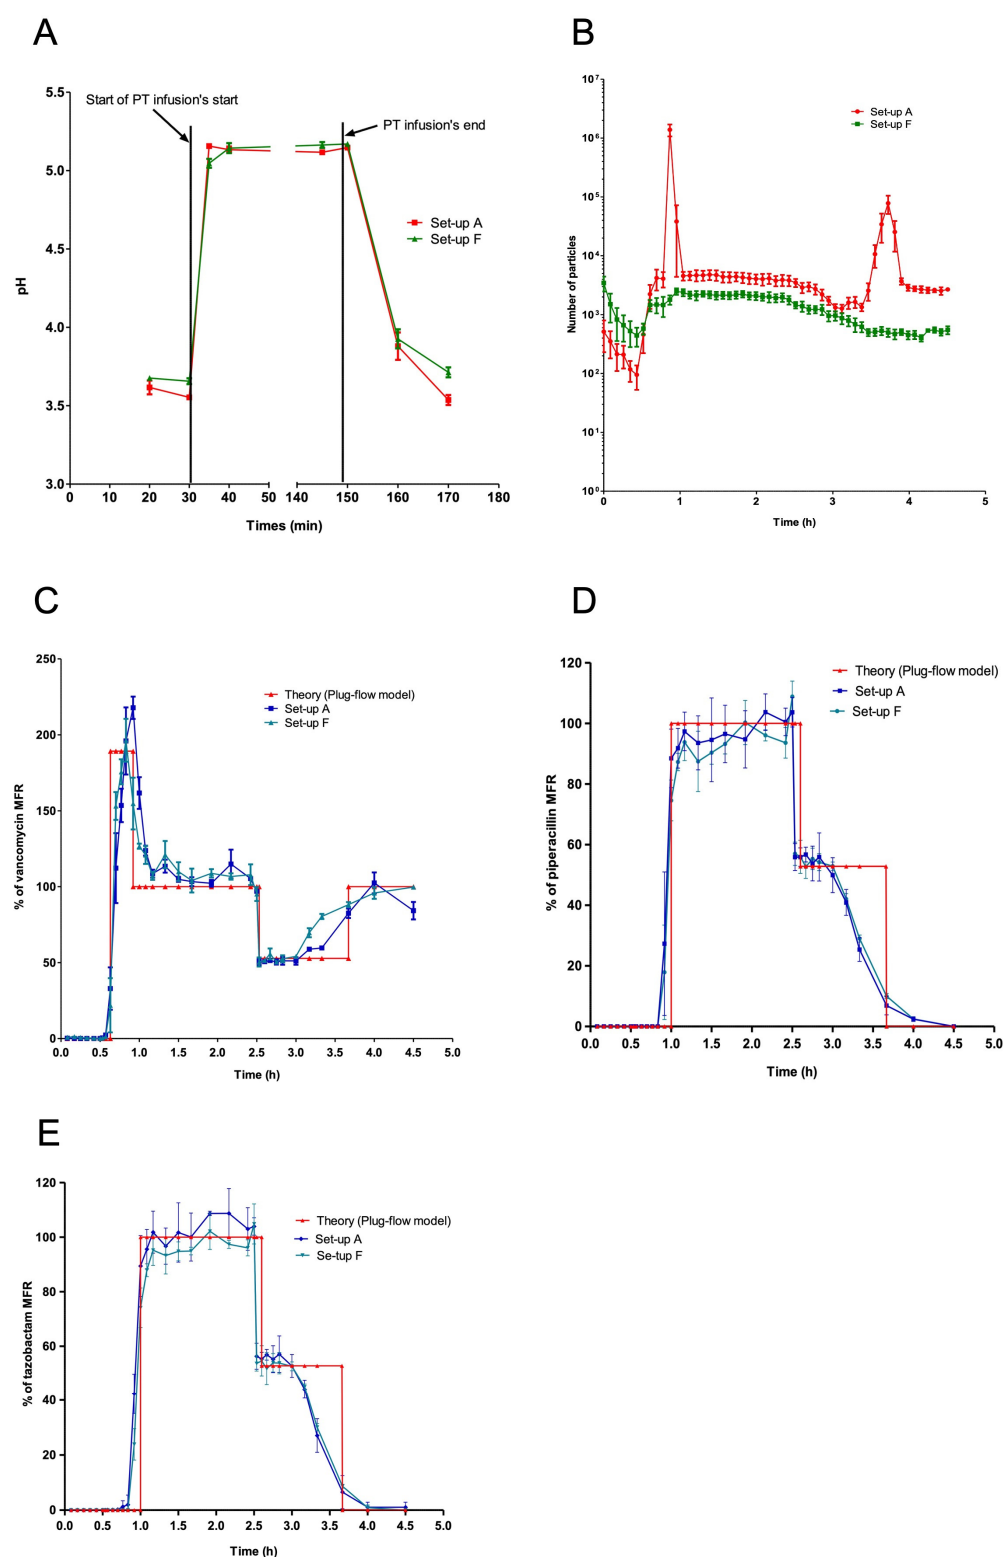 A
5.5
5.0
4.5
4.0
3.5
3.0
pH
Start of PT infusion's start
PT infusion's end
Set-up A
Set-up F
0 10 20 30 40 50 140 150 160 170 180
Times (min)
B
10⁷
10⁶
10⁵
10⁴
10³
10²
10¹
10⁰
Number of particles
Set-up A
Set-up F
0 1 2 3 4 5
Time (h)
C
250
200
150
100
50
0
% of vancomycin MFR
Theory (Plug-flow model)
Set-up A
Set-up F
0.0 0.5 1.0 1.5 2.0 2.5 3.0 3.5 4.0 4.5 5.0
Time (h)
D
120
100
80
60
40
20
0
% of piperacillin MFR
Theory (Plug-flow model)
Set-up A
Set-up F
0.0 0.5 1.0 1.5 2.0 2.5 3.0 3.5 4.0 4.5 5.0
Time (h)
E
120
100
80
60
40
20
0
% of tazobactam MFR
Theory (Plug-flow model)
Set-up A
Se-tup F
0.0 0.5 1.0 1.5 2.0 2.5 3.0 3.5 4.0 4.5 5.0
Time (h)